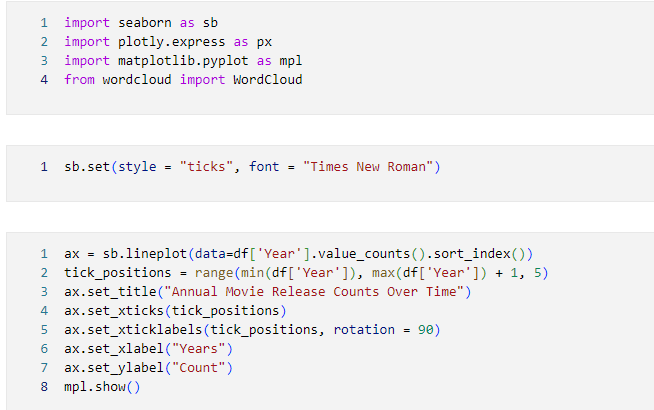 1 import seaborn as sb
2 import plotly.express as px
3 import matplotlib.pyplot as mpl
4 from wordcloud import WordCloud
1 sb.set(style = "ticks", font = "Times New Roman")
1 ax = sb.lineplot(data=df['Year'].value_counts().sort_index())
2 tick_positions = range(min(df['Year']), max(df['Year']) + 1, 5)
3 ax.set_title("Annual Movie Release Counts Over Time")
4 ax.set_xticks(tick_positions)
5 ax.set_xticklabels(tick_positions, rotation = 90)
6 ax.set_xlabel("Years")
7 ax.set_ylabel("Count")
8 mpl.show()